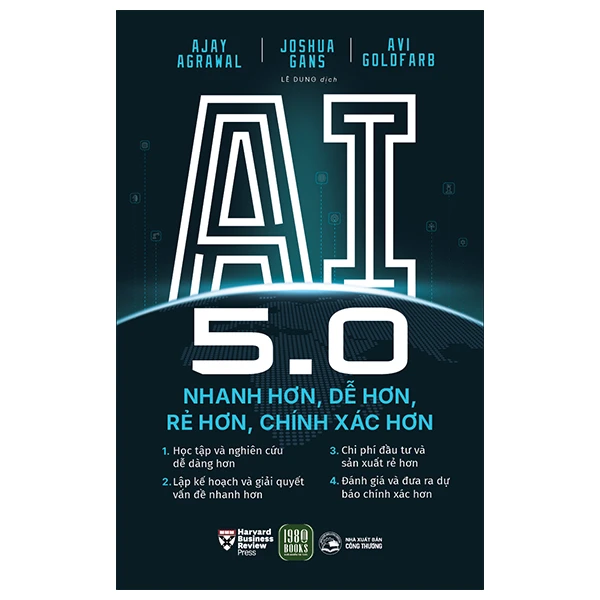 AJAY
AGRAWAL
JOSHUA
GANS
AVI
GOLDFARB
LÊ DUNG dịch
AI
5.0
NHANH HƠN, DỄ HƠN,
RẺ HƠN, CHÍNH XÁC HƠN
1. Học tập và nghiên cứu
dễ dàng hơn
2. Lập kế hoạch và giải quyết
vấn đề nhanh hơn
3. Chi phí đầu tư và
sản xuất rẻ hơn
4. Đánh giá và đưa ra dự
báo chính xác hơn
Harvard
Business
Review
Press
1980
BOOKS
NHÀ XUẤT BẢN
CÔNG THƯƠNG